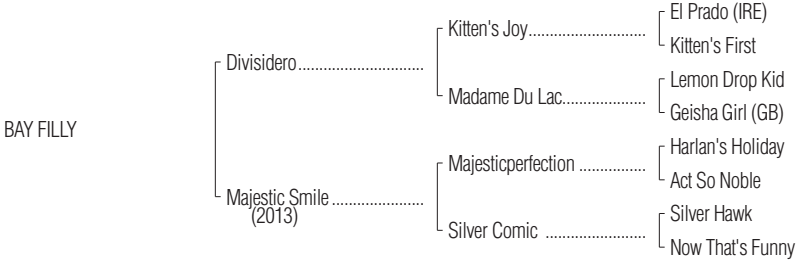 El Prado (IRE)
Kitten's Joy............................
Kitten's First
Divisidero..............................
Lemon Drop Kid
Madame Du Lac....................
Geisha Girl (GB)
BAY FILLY
Harlan's Holiday
Majesticperfection ................
Act So Noble
Majestic Smile ......................
(2013)
Silver Hawk
Silver Comic ........................
Now That's Funny